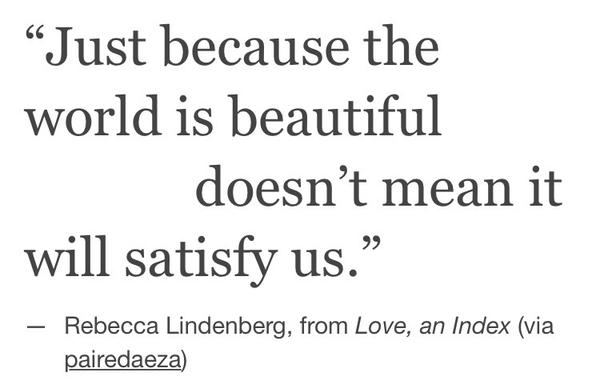 “Just because the
world is beautiful
doesn’t mean it
will satisfy us.”
— Rebecca Lindenberg, from Love, an Index (via
pairedaeza)